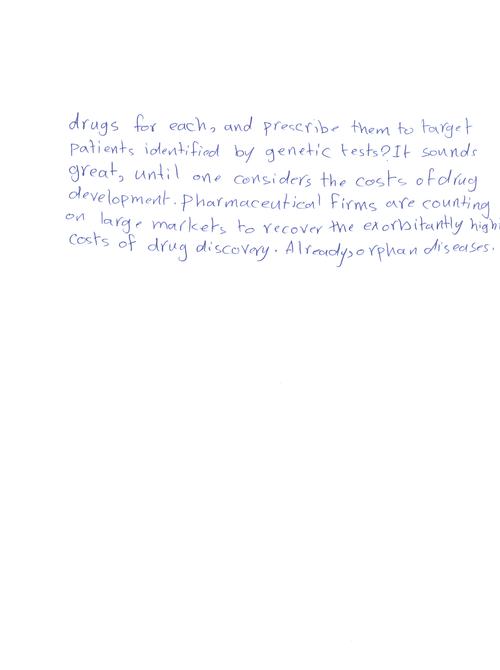 drugs for each, and prescribe them to target
patients identified by genetic tests? It sounds
great, until one considers the costs of drug
development. pharmaceutical firms are counting
on large markets to recover the exorbitantly high
costs of drug discovery. Already, orphan diseases.